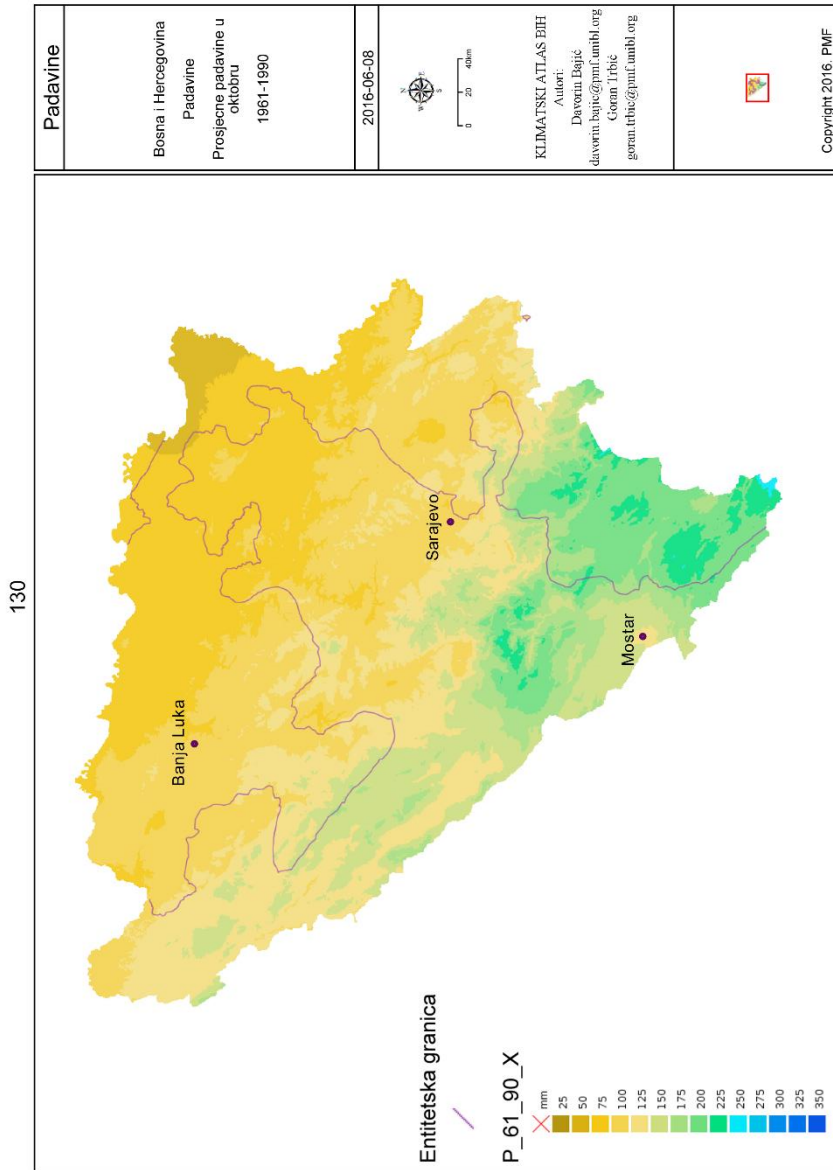 130
Padavine
Bosna i Hercegovina
Padavine
Prosjecne padavine u
oktobru
1961-1990
2016-06-08
N
W
E
S
0 20 40km
KLIMATSKI ATLAS BIH
Autori:
Davorin Bajić
davorin.bajic@pmf.unibl.org
Goran Trbić
goran.trbic@pmf.unibl.org
Copyright 2016. PMF
Banja Luka
Sarajevo
Mostar
Entitetska granica
P_61_90_X
mm
25
50
75
100
125
150
175
200
225
250
275
300
325
350